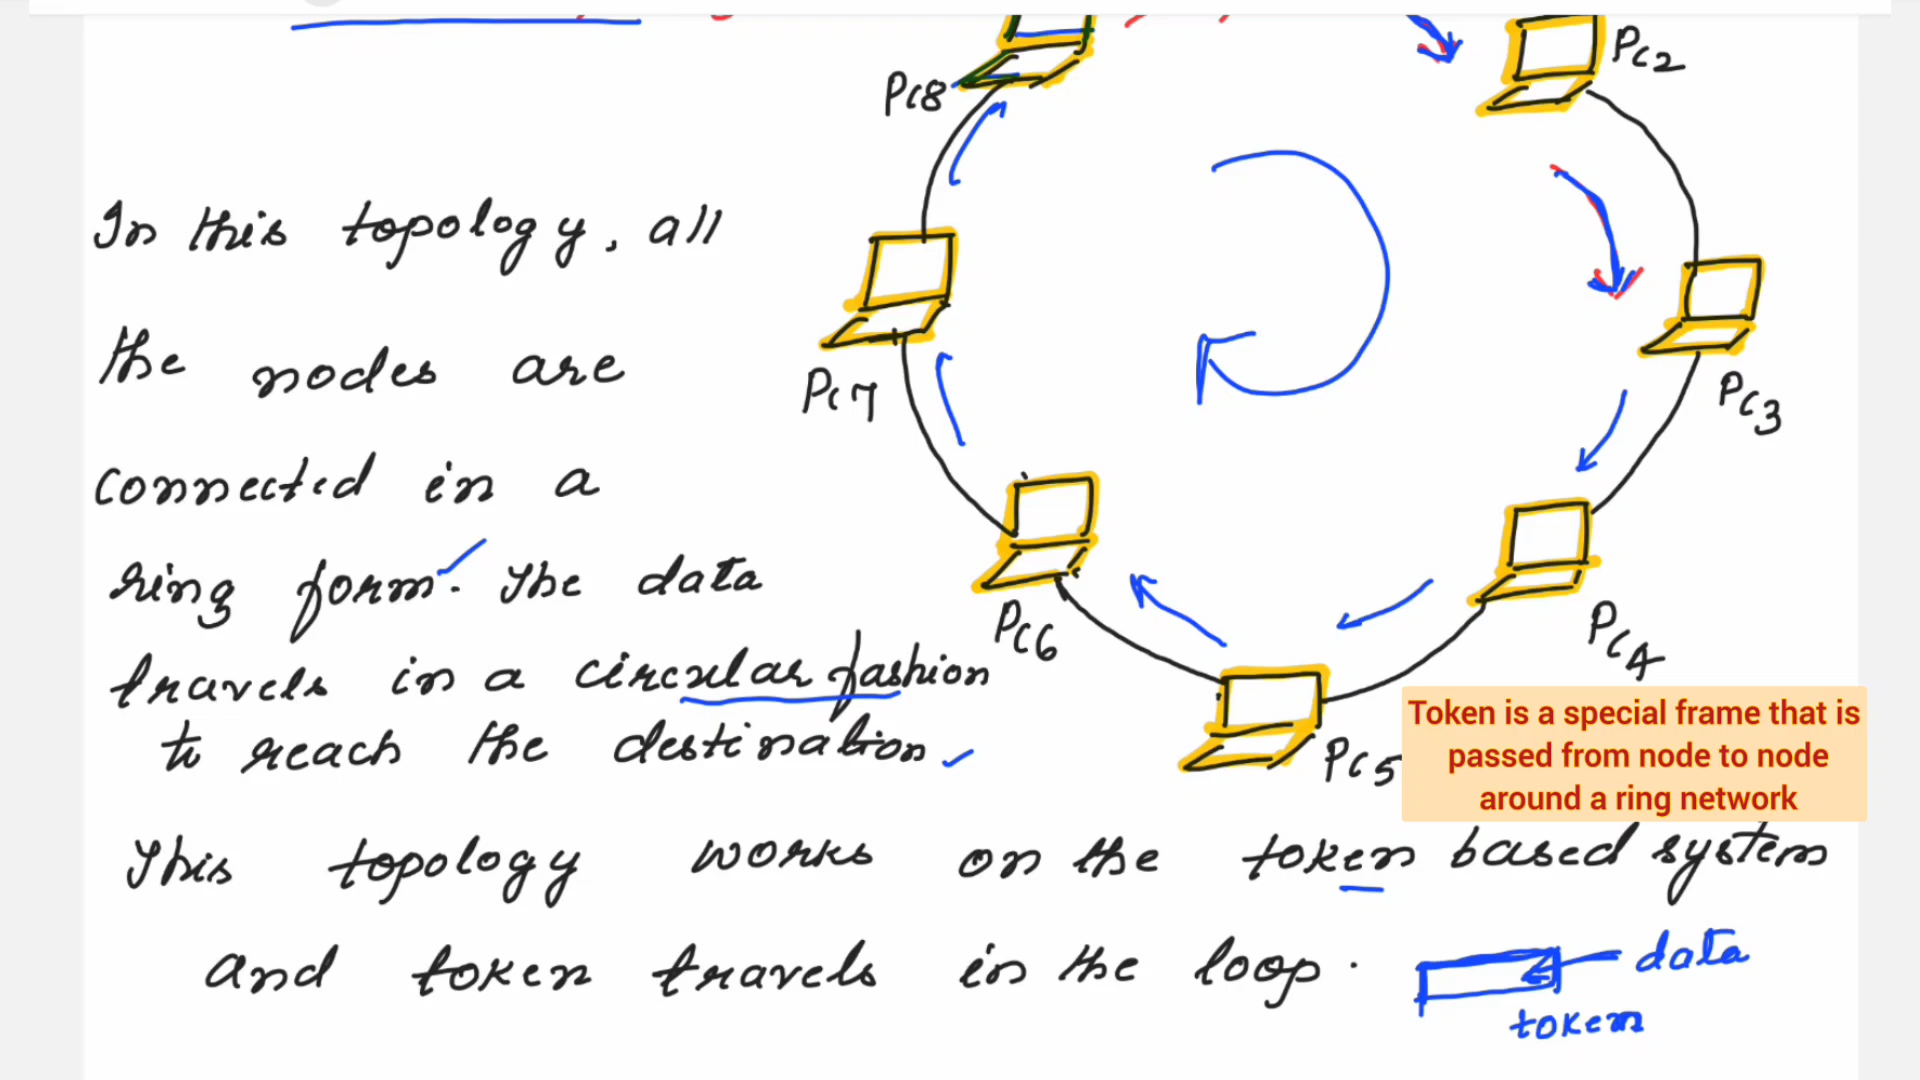 PC2
PC8
In this topology, all
the nodes are
PC7
PC3
connected in a
ring form. The data
PC6
PC4
travels in a circular fashion
to reach the destination
PC5
Token is a special frame that is
passed from node to node
around a ring network
This topology works on the token based system
and token travels in the loop.
data
token